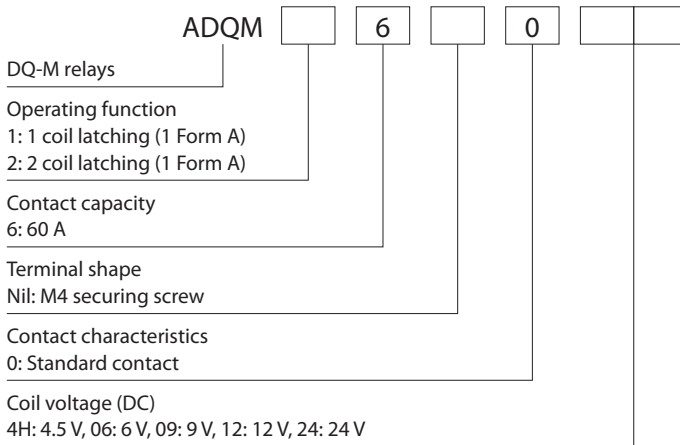 ADQM 6 0
DQ-M relays
Operating function
1: 1 coil latching (1 Form A)
2: 2 coil latching (1 Form A)
Contact capacity
6: 60 A
Terminal shape
Nil: M4 securing screw
Contact characteristics
0: Standard contact
Coil voltage (DC)
4H: 4.5 V, 06: 6 V, 09: 9 V, 12: 12 V, 24: 24 V